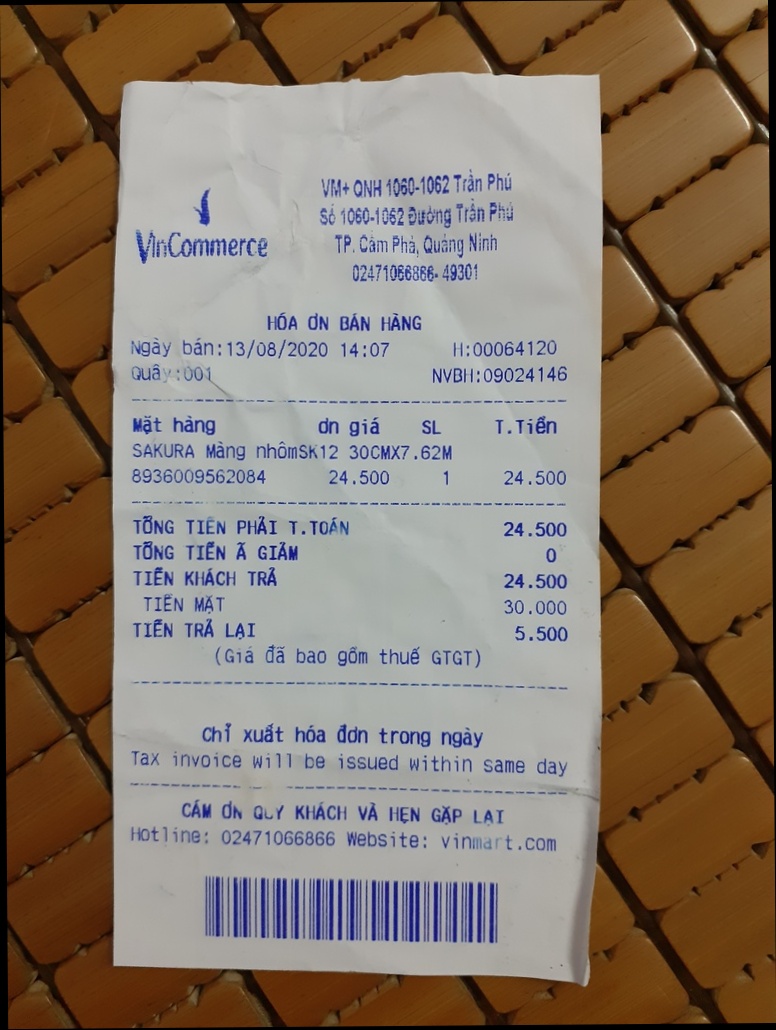 VinCommerce
VM+ QNH 1060-1062 Trần Phú
Số 1060-1062 Đường Trần Phú
TP. Cẩm Phả, Quảng Ninh
02471066866- 49301
HÓA ƠN BÁN HÀNG
Ngày bán:13/08/2020 14:07 H:00064120
Quầy:001 NVBH:09024146
Mặt hàng ơn giá SL T.Tiền
SAKURA Màng nhômSK12 30CMX7.62M
8936009562084 24.500 1 24.500
TỔNG TIỀN PHẢI T.TOÁN 24.500
TỔNG TIỀN Ã GIẢM 0
TIỀN KHÁCH TRẢ 24.500
TIỀN MẶT 30.000
TIỀN TRẢ LẠI 5.500
(Giá đã bao gồm thuế GTGT)
Chỉ xuất hóa đơn trong ngày
Tax invoice will be issued within same day
CẢM ƠN QUÝ KHÁCH VÀ HẸN GẶP LẠI
Hotline: 02471066866 Website: vinmart.com